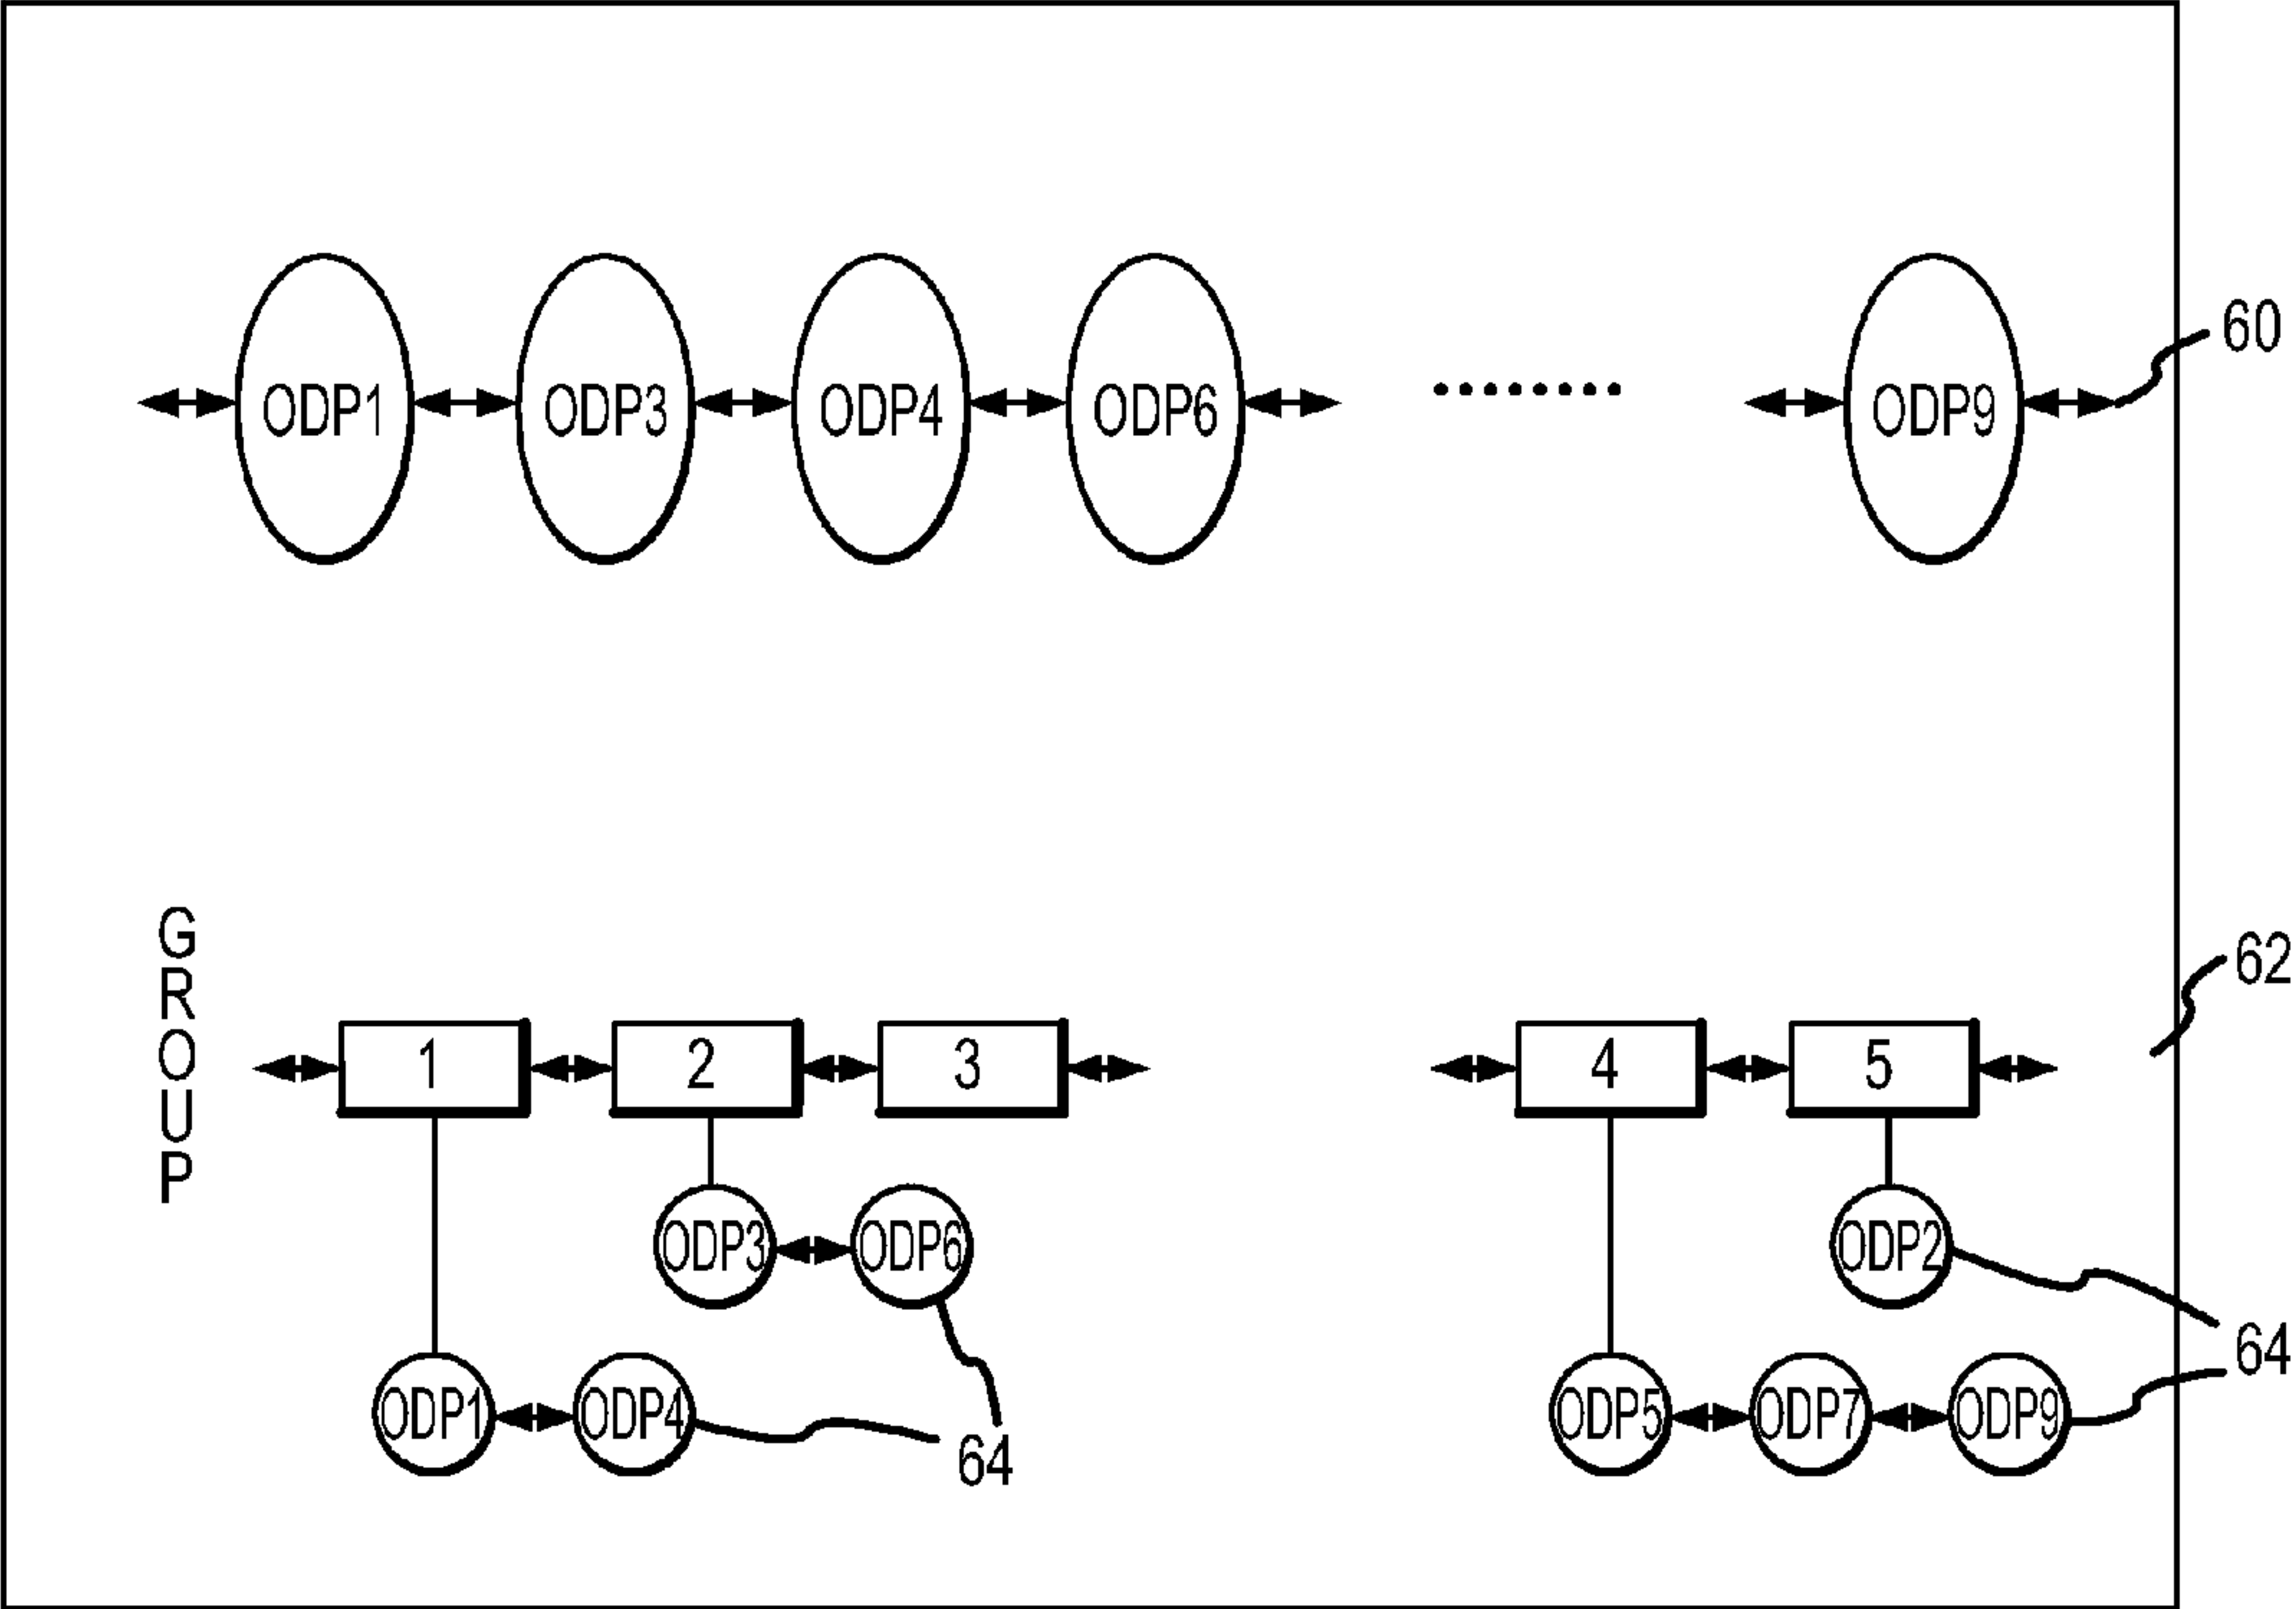 60
ODP1 ODP3 ODP4 ODP6 ODP9
GROUP
62
1 2 3 4 5
ODP3 ODP6 ODP2
64
ODP1 ODP4 ODP5 ODP7 ODP9
64